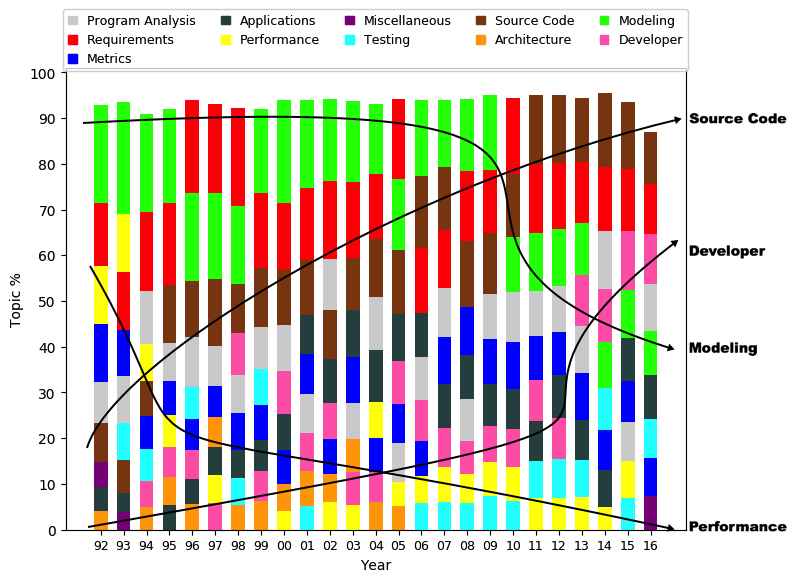 Program Analysis Applications Miscellaneous Source Code Modeling
Requirements Performance Testing Architecture Developer
Metrics
100
90
80
70
60
50
40
30
20
10
0
Topic %
92 93 94 95 96 97 98 99 00 01 02 03 04 05 06 07 08 09 10 11 12 13 14 15 16
Year
Source Code
Developer
Modeling
Performance